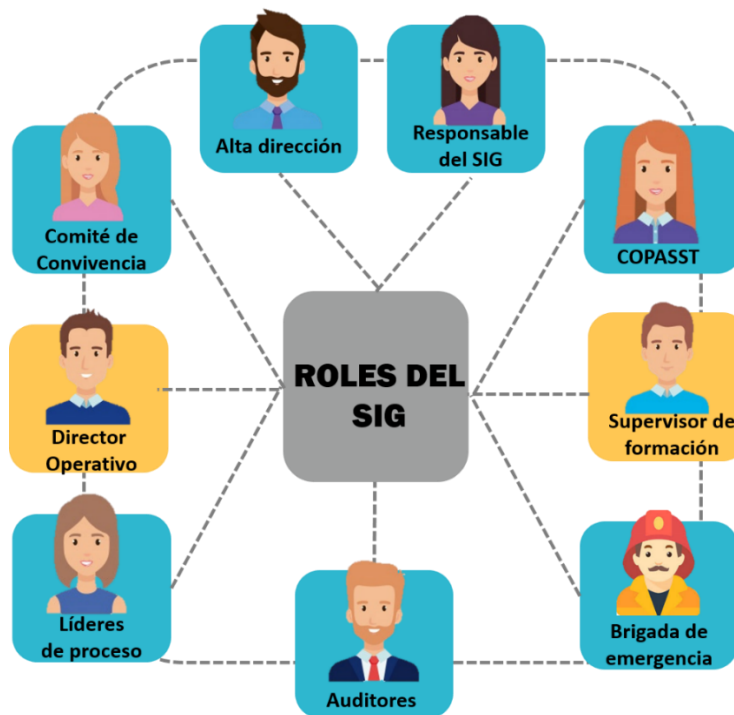 Alta dirección
Responsable
del SIG
Comité de
Convivencia
COPASST
ROLES DEL
SIG
Director
Operativo
Supervisor de
formación
Líderes
de proceso
Auditores
Brigada de
emergencia